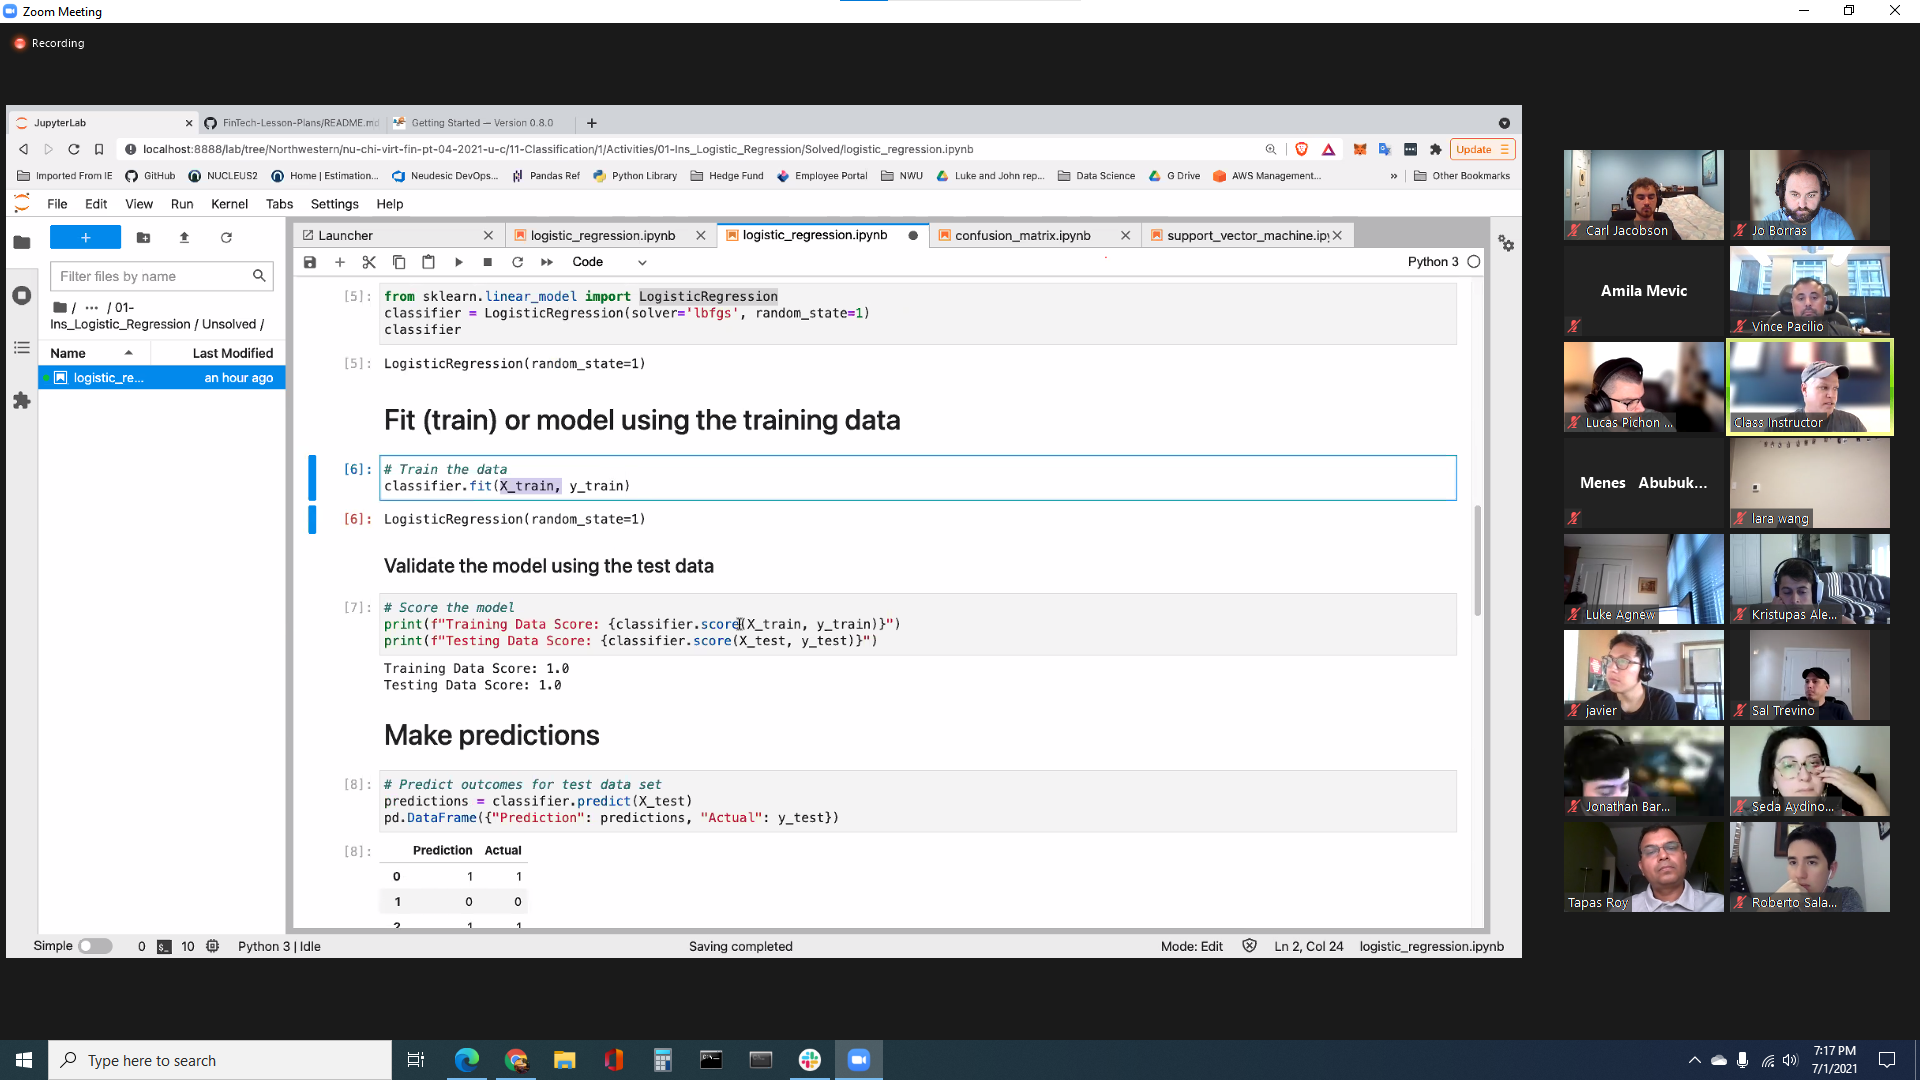 Zoom Meeting
Recording
JupyterLab
FinTech-Lesson-Plans/README.md
Getting Started — Version 0.8.0
localhost:8888/lab/tree/Northwestern/nu-chi-virt-fin-pt-04-2021-u-c/11-Classification/1/Activities/01-Ins_Logistic_Regression/Solved/logistic_regression.ipynb
Update
Imported From IE
GitHub
NUCLEUS2
Home | Estimation...
Neudesic DevOps...
Pandas Ref
Python Library
Hedge Fund
Employee Portal
NWU
Luke and John rep...
Data Science
G Drive
AWS Management...
»
Other Bookmarks
File Edit View Run Kernel Tabs Settings Help
Launcher
logistic_regression.ipynb
logistic_regression.ipynb
confusion_matrix.ipynb
support_vector_machine.ipy
Code
Python 3
Filter files by name
/ ··· / 01-
Ins_Logistic_Regression / Unsolved /
Name Last Modified
logistic_re... an hour ago
[5]: from sklearn.linear_model import LogisticRegression
classifier = LogisticRegression(solver='lbfgs', random_state=1)
classifier
[5]: LogisticRegression(random_state=1)
Fit (train) or model using the training data
[6]: # Train the data
classifier.fit(X_train, y_train)
[6]: LogisticRegression(random_state=1)
Validate the model using the test data
[7]: # Score the model
print(f"Training Data Score: {classifier.score(X_train, y_train)}")
print(f"Testing Data Score: {classifier.score(X_test, y_test)}")
Training Data Score: 1.0
Testing Data Score: 1.0
Make predictions
[8]: # Predict outcomes for test data set
predictions = classifier.predict(X_test)
pd.DataFrame({"Prediction": predictions, "Actual": y_test})
[8]: Prediction Actual
0 1 1
1 0 0
2 1 1
Simple 0 10 Python 3 | Idle Saving completed Mode: Edit Ln 2, Col 24 logistic_regression.ipynb
Carl Jacobson
Jo Borras
Amila Mevic
Vince Pacilio
Lucas Pichon ...
Class Instructor
Menes Abubuk...
lara wang
Luke Agnew
Kristupas Ale...
javier
Sal Trevino
Jonathan Bar...
Seda Aydino...
Tapas Roy
Roberto Sala...
Type here to search
7:17 PM
7/1/2021